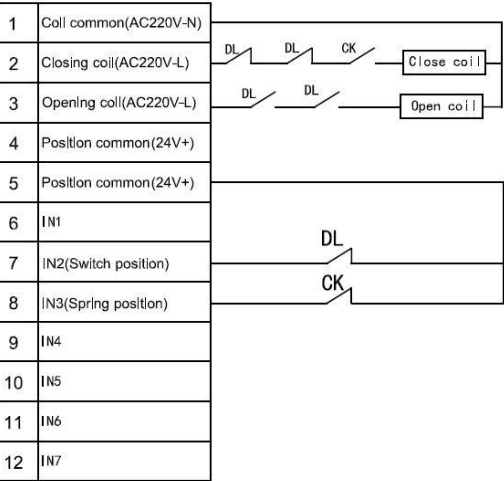 1 Coil common(AC220V-N)
2 Closing coil(AC220V-L) DL DL CK Close coil
3 Opening coil(AC220V-L) DL DL Open coil
4 Position common(24V+)
5 Position common(24V+)
6 IN1
DL
7 IN2(Switch position)
CK
8 IN3(Spring position)
9 IN4
10 IN5
11 IN6
12 IN7